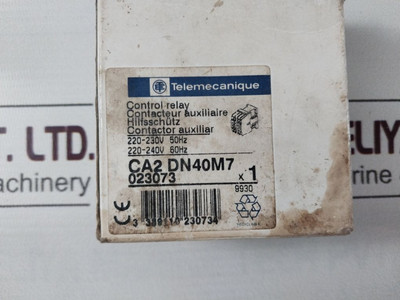 Telemecanique
Control relay
Contacteur auxiliaire
Hilfsschütz
Contactor auxiliar
220-230V 50Hz
220-240V 60Hz
CA2 DN40M7
023073 x 1
9930
CE
3 389110 230734
T. LTD.
achinery
ELIY
rine